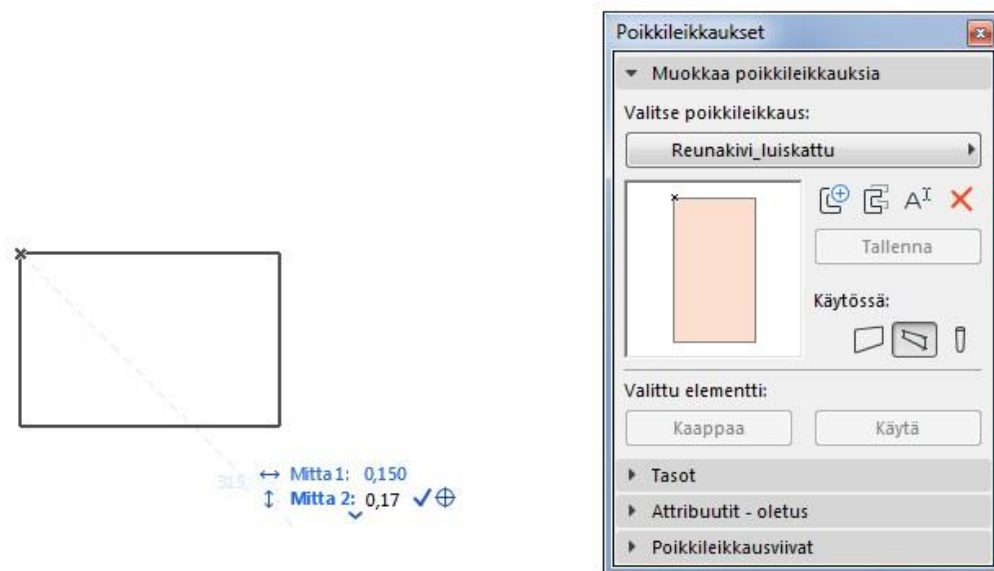 Mitta 1: 0,150
Mitta 2: 0,17
Poikkileikkaukset
Muokkaa poikkileikkauksia
Valitse poikkileikkaus:
Reunakivi_luiskattu
Tallenna
Käytössä:
Valittu elementti:
Kaappaa Käytä
Tasot
Attribuutit - oletus
Poikkileikkausviivat